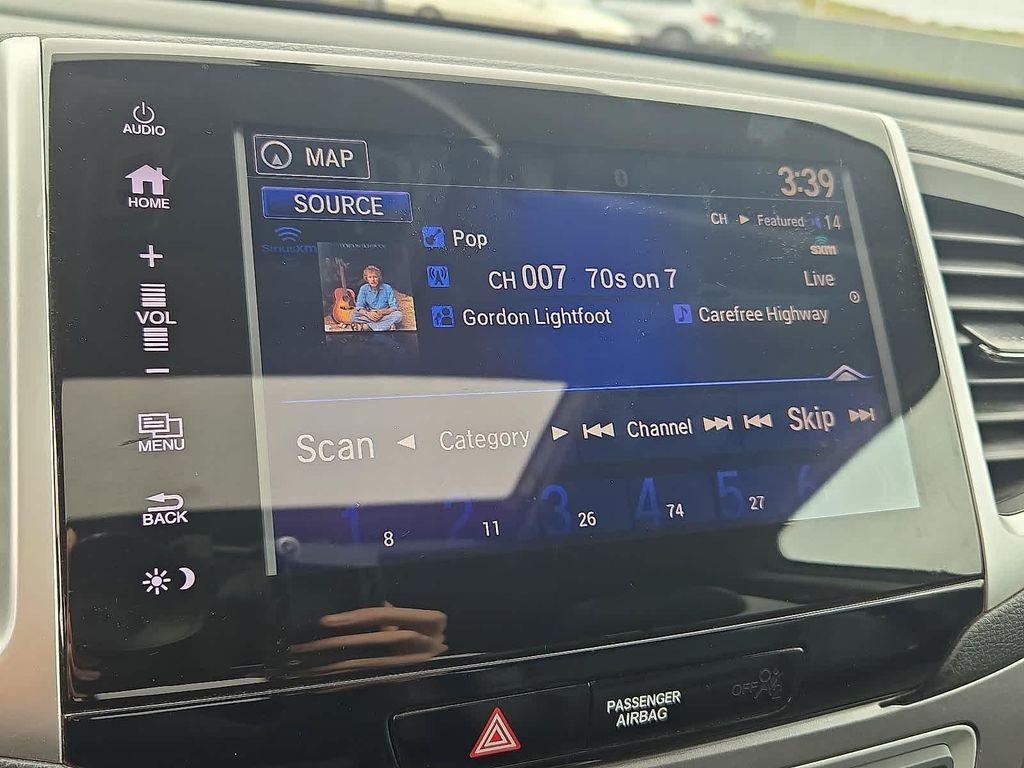 AUDIO
HOME
+
VOL
−
MENU
BACK
MAP
3:39
SOURCE
CH ▶ Featured 14
SiriusXM
Pop
sxm
CH 007 70s on 7
Live
Gordon Lightfoot
Carefree Highway
Scan
◀ Category ▶
⏮ Channel ⏭
⏮ Skip ⏭
1 8
2 11
3 26
4 74
5 27
6
PASSENGER
AIRBAG
OFF